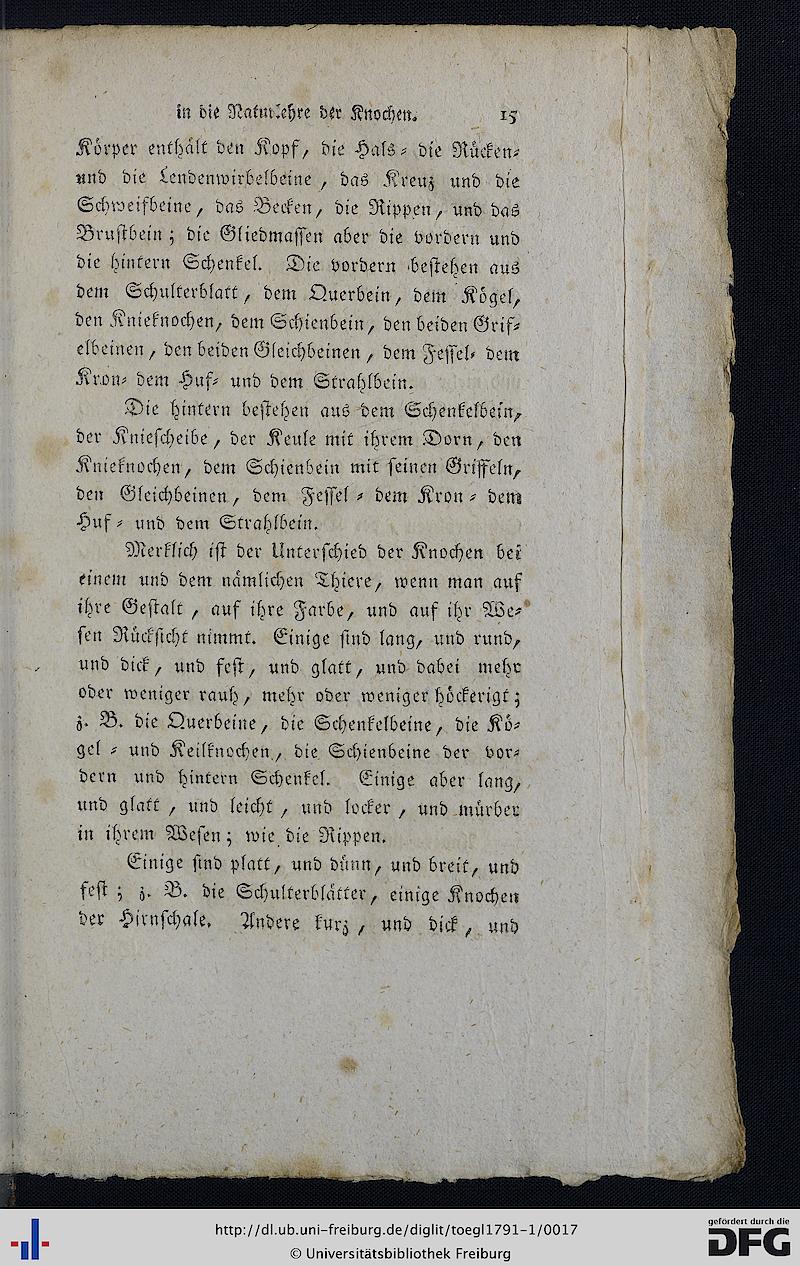 in die Naturlehre der Knochen. 15
Körper enthält den Kopf, die Hals⸗ die Rücken⸗
und die Lendenwirbelbeine, das Kreuz und die
Schweifbeine, das Becken, die Rippen, und das
Brustbein; die Gliedmassen aber die vordern und
die hintern Schenkel. Die vordern bestehen aus
dem Schulterblatt, dem Querbein, dem Kögel,
den Knieknochen, dem Schienbein, den beiden Grif⸗
elbeinen, den beiden Gleichbeinen, dem Fessel⸗ dem
Kron⸗ dem Huf⸗ und dem Strahlbein.
Die hintern bestehen aus dem Schenkelbein,
der Kniescheibe, der Keule mit ihrem Dorn, den
Knieknochen, dem Schienbein mit seinen Griffeln,
den Gleichbeinen, dem Fessel⸗ dem Kron⸗ dem
Huf⸗ und dem Strahlbein.
Merklich ist der Unterschied der Knochen bei
einem und dem nämlichen Thiere, wenn man auf
ihre Gestalt, auf ihre Farbe, und auf ihr We⸗
sen Rücksicht nimmt. Einige sind lang, und rund,
und dick, und fest, und glatt, und dabei mehr
oder weniger rauh, mehr oder weniger höckerigt;
z. B. die Querbeine, die Schenkelbeine, die Kö⸗
gel⸗ und Keilknochen, die Schienbeine der vor⸗
dern und hintern Schenkel. Einige aber lang,
und glatt, und leicht, und locker, und mürber
in ihrem Wesen; wie die Rippen.
Einige sind platt, und dünn, und breit, und
fest; z. B. die Schulterblätter, einige Knochen
der Hirnschale. Andere kurz, und dick, und
http://dl.ub.uni-freiburg.de/diglit/toegl1791-1/0017
© Universitätsbibliothek Freiburg
gefördert durch die
DFG